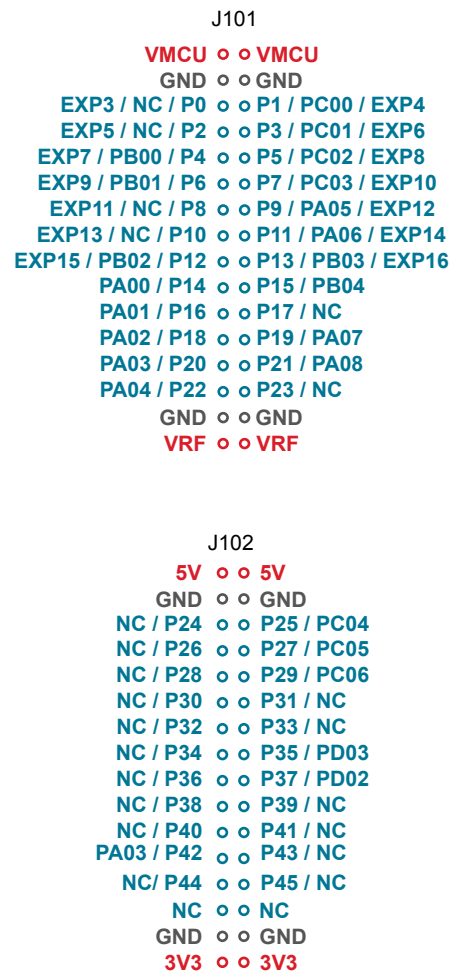 J101
VMCU VMCU
GND GND
EXP3 / NC / P0 P1 / PC00 / EXP4
EXP5 / NC / P2 P3 / PC01 / EXP6
EXP7 / PB00 / P4 P5 / PC02 / EXP8
EXP9 / PB01 / P6 P7 / PC03 / EXP10
EXP11 / NC / P8 P9 / PA05 / EXP12
EXP13 / NC / P10 P11 / PA06 / EXP14
EXP15 / PB02 / P12 P13 / PB03 / EXP16
PA00 / P14 P15 / PB04
PA01 / P16 P17 / NC
PA02 / P18 P19 / PA07
PA03 / P20 P21 / PA08
PA04 / P22 P23 / NC
GND GND
VRF VRF
J102
5V 5V
GND GND
NC / P24 P25 / PC04
NC / P26 P27 / PC05
NC / P28 P29 / PC06
NC / P30 P31 / NC
NC / P32 P33 / NC
NC / P34 P35 / PD03
NC / P36 P37 / PD02
NC / P38 P39 / NC
NC / P40 P41 / NC
PA03 / P42 P43 / NC
NC/ P44 P45 / NC
NC NC
GND GND
3V3 3V3